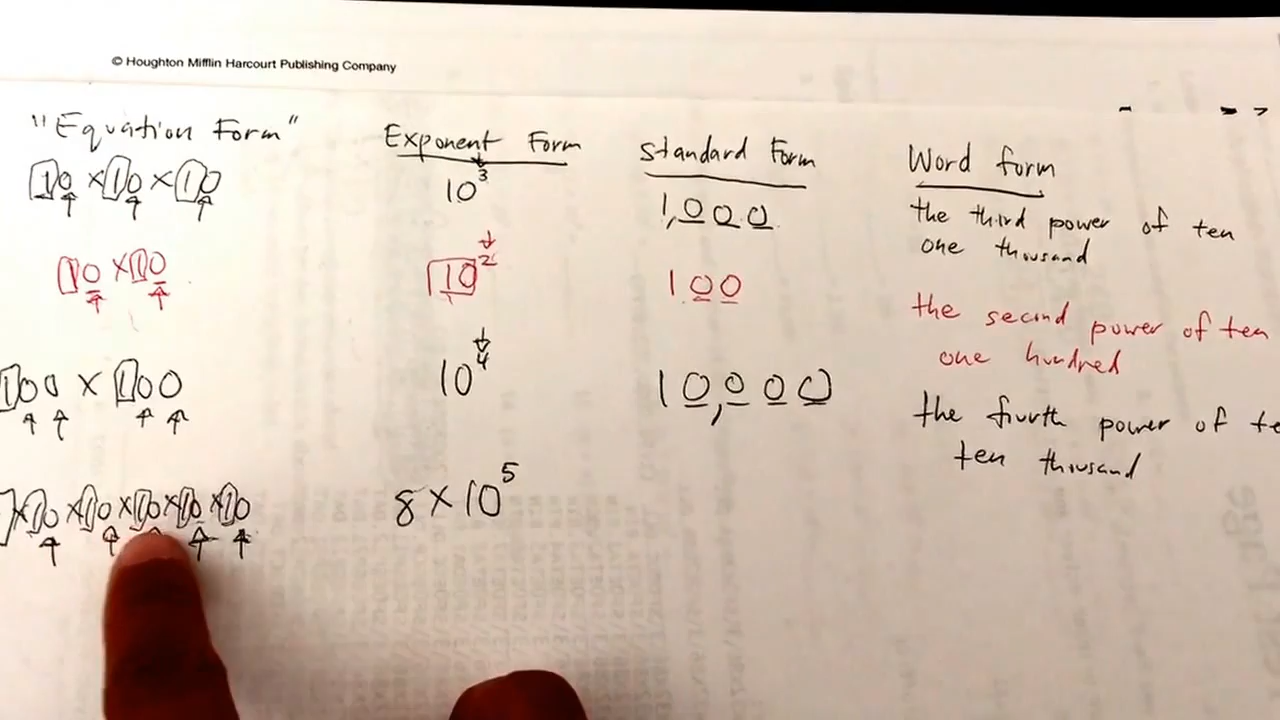 © Houghton Mifflin Harcourt Publishing Company
"Equation Form"
Exponent Form
Standard Form
Word form
10 × 10 × 10
10³
1,000
the third power of ten
one thousand
10 × 10
10²
100
the second power of ten
one hundred
100 × 100
10⁴
10,000
the fourth power of te
ten thousand
×10 ×10 ×10 ×10 ×10
8 × 10⁵